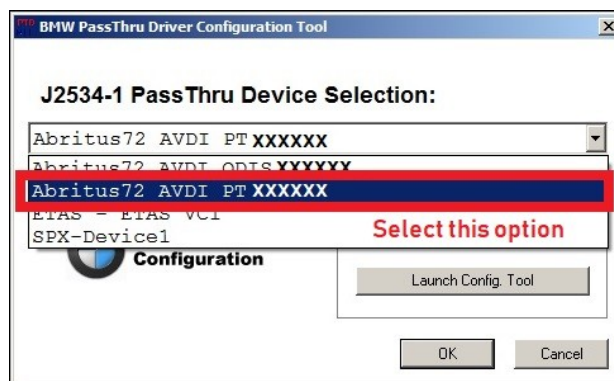 BMW PassThru Driver Configuration Tool
J2534-1 PassThru Device Selection:
Abritus72 AVDI PT XXXXXX
Abritus72 AVDI ODIS XXXXXX
Abritus72 AVDI PT XXXXXX
ETAS - ETAS VCI
SPX-Device1
Select this option
Configuration
Launch Config. Tool
OK
Cancel